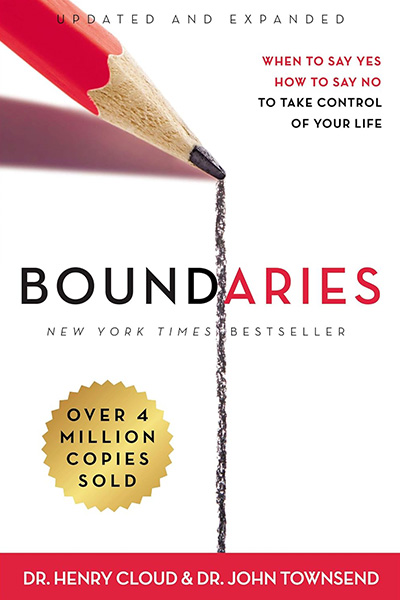 UPDATED AND EXPANDED
WHEN TO SAY YES
HOW TO SAY NO
TO TAKE CONTROL
OF YOUR LIFE
BOUNDARIES
NEW YORK TIMES BESTSELLER
OVER 4
MILLION
COPIES
SOLD
DR. HENRY CLOUD & DR. JOHN TOWNSEND